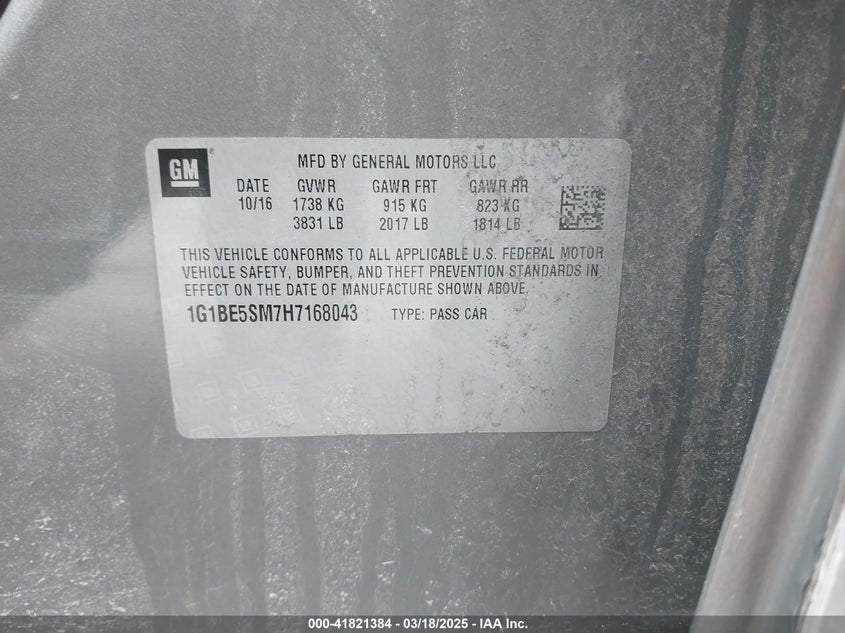 GM®
MFD BY GENERAL MOTORS LLC
DATE GVWR GAWR FRT GAWR RR
10/16 1738 KG 915 KG 823 KG
3831 LB 2017 LB 1814 LB
THIS VEHICLE CONFORMS TO ALL APPLICABLE U.S. FEDERAL MOTOR
VEHICLE SAFETY, BUMPER, AND THEFT PREVENTION STANDARDS IN
EFFECT ON THE DATE OF MANUFACTURE SHOWN ABOVE.
1G1BE5SM7H7168043 TYPE: PASS CAR
000-41821384 — 03/18/2025 — IAA Inc.